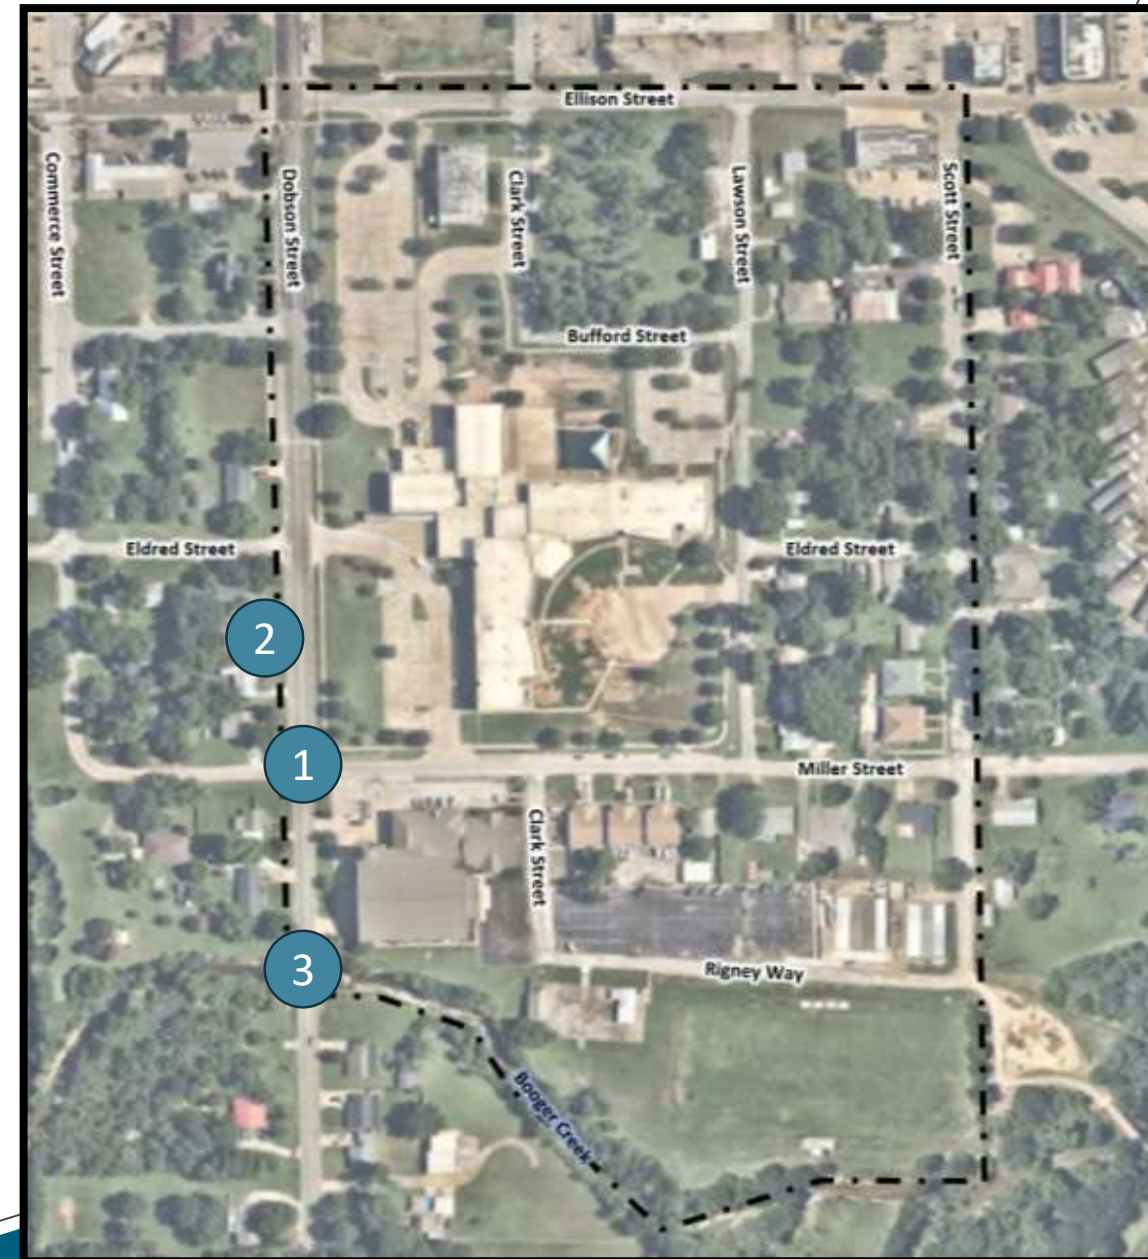 Ellison Street
Commerce Street
Dobson Street
Clark Street
Lawson Street
Scott Street
Bufford Street
Eldred Street
Eldred Street
2
1
Miller Street
Clark Street
3
Rigney Way
Booger Creek